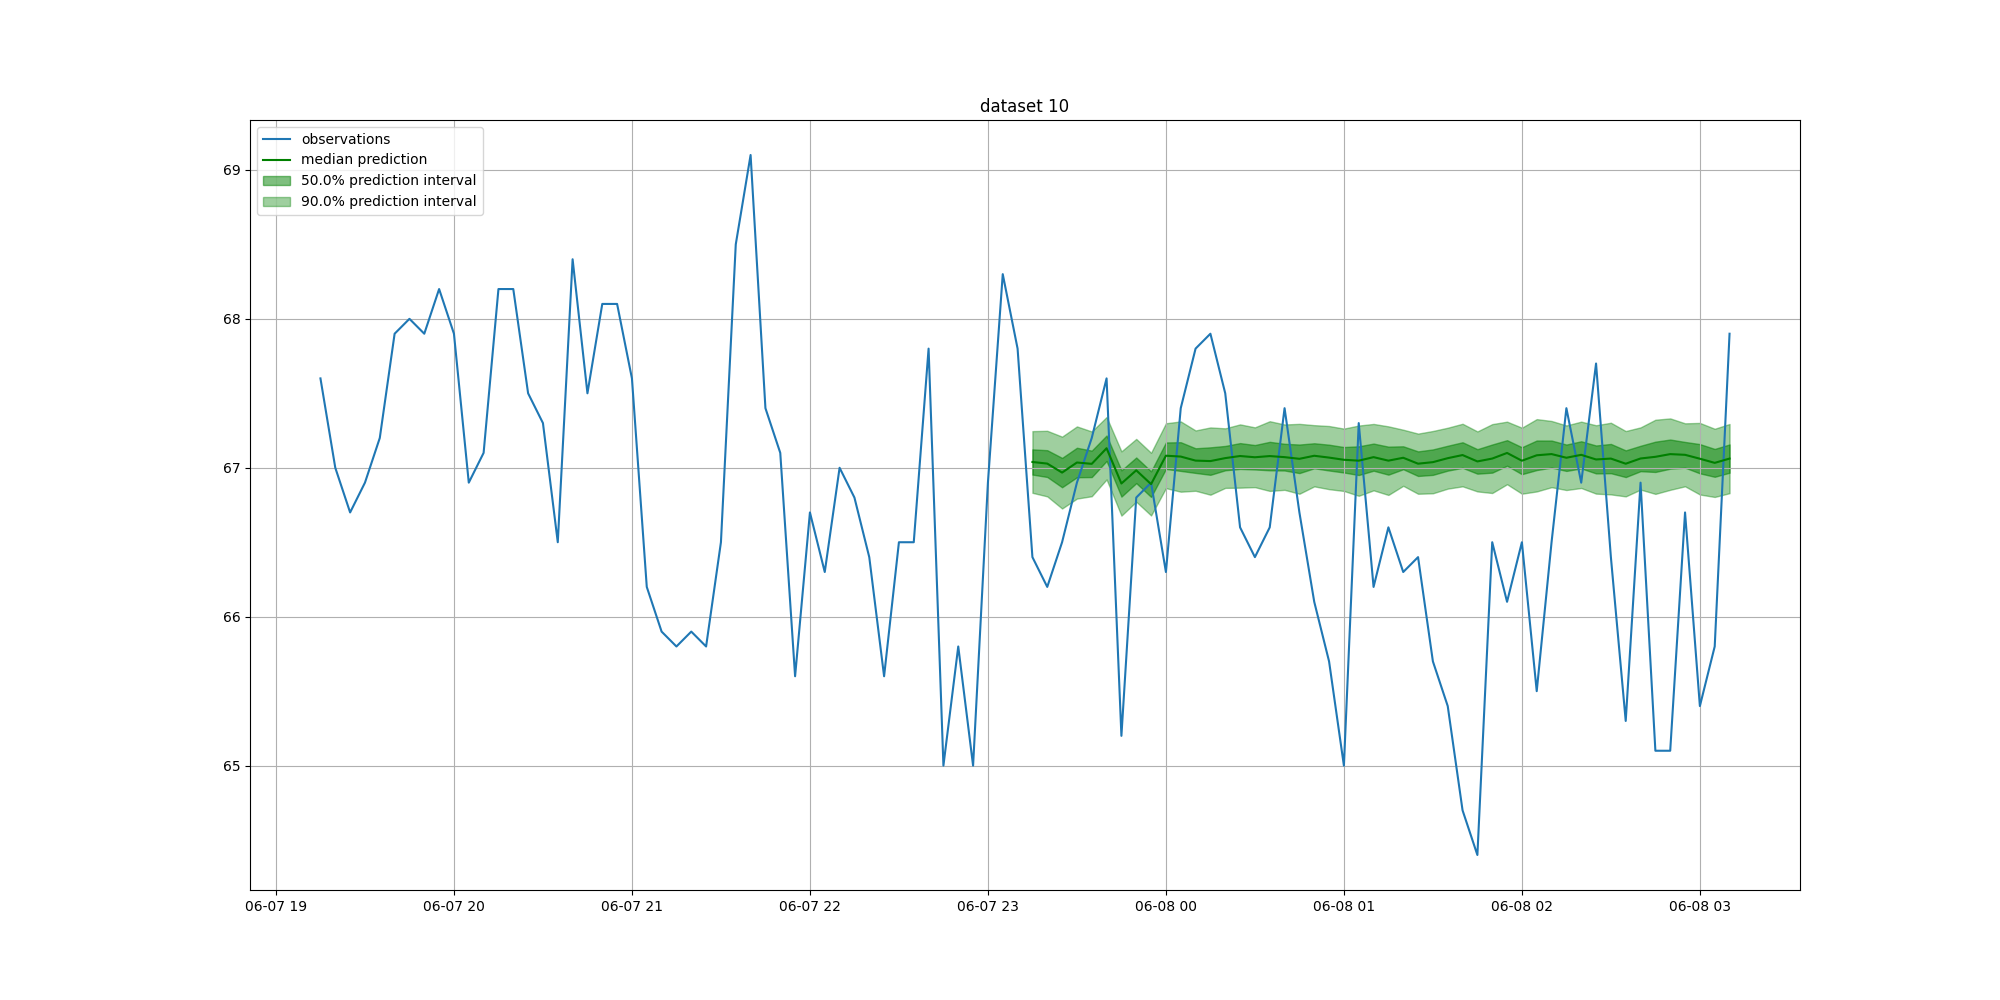 dataset 10
observations
median prediction
50.0% prediction interval
90.0% prediction interval
69
68
67
66
65
06-07 19 06-07 20 06-07 21 06-07 22 06-07 23 06-08 00 06-08 01 06-08 02 06-08 03